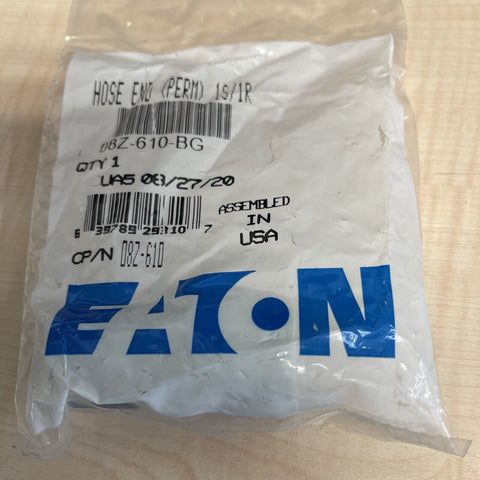 HOSE END (PERM) 1S/1R
08Z-610-BG
QTY 1
UA5 08/27/20
ASSEMBLED
IN
USA
CP/N 08Z-610
EATON